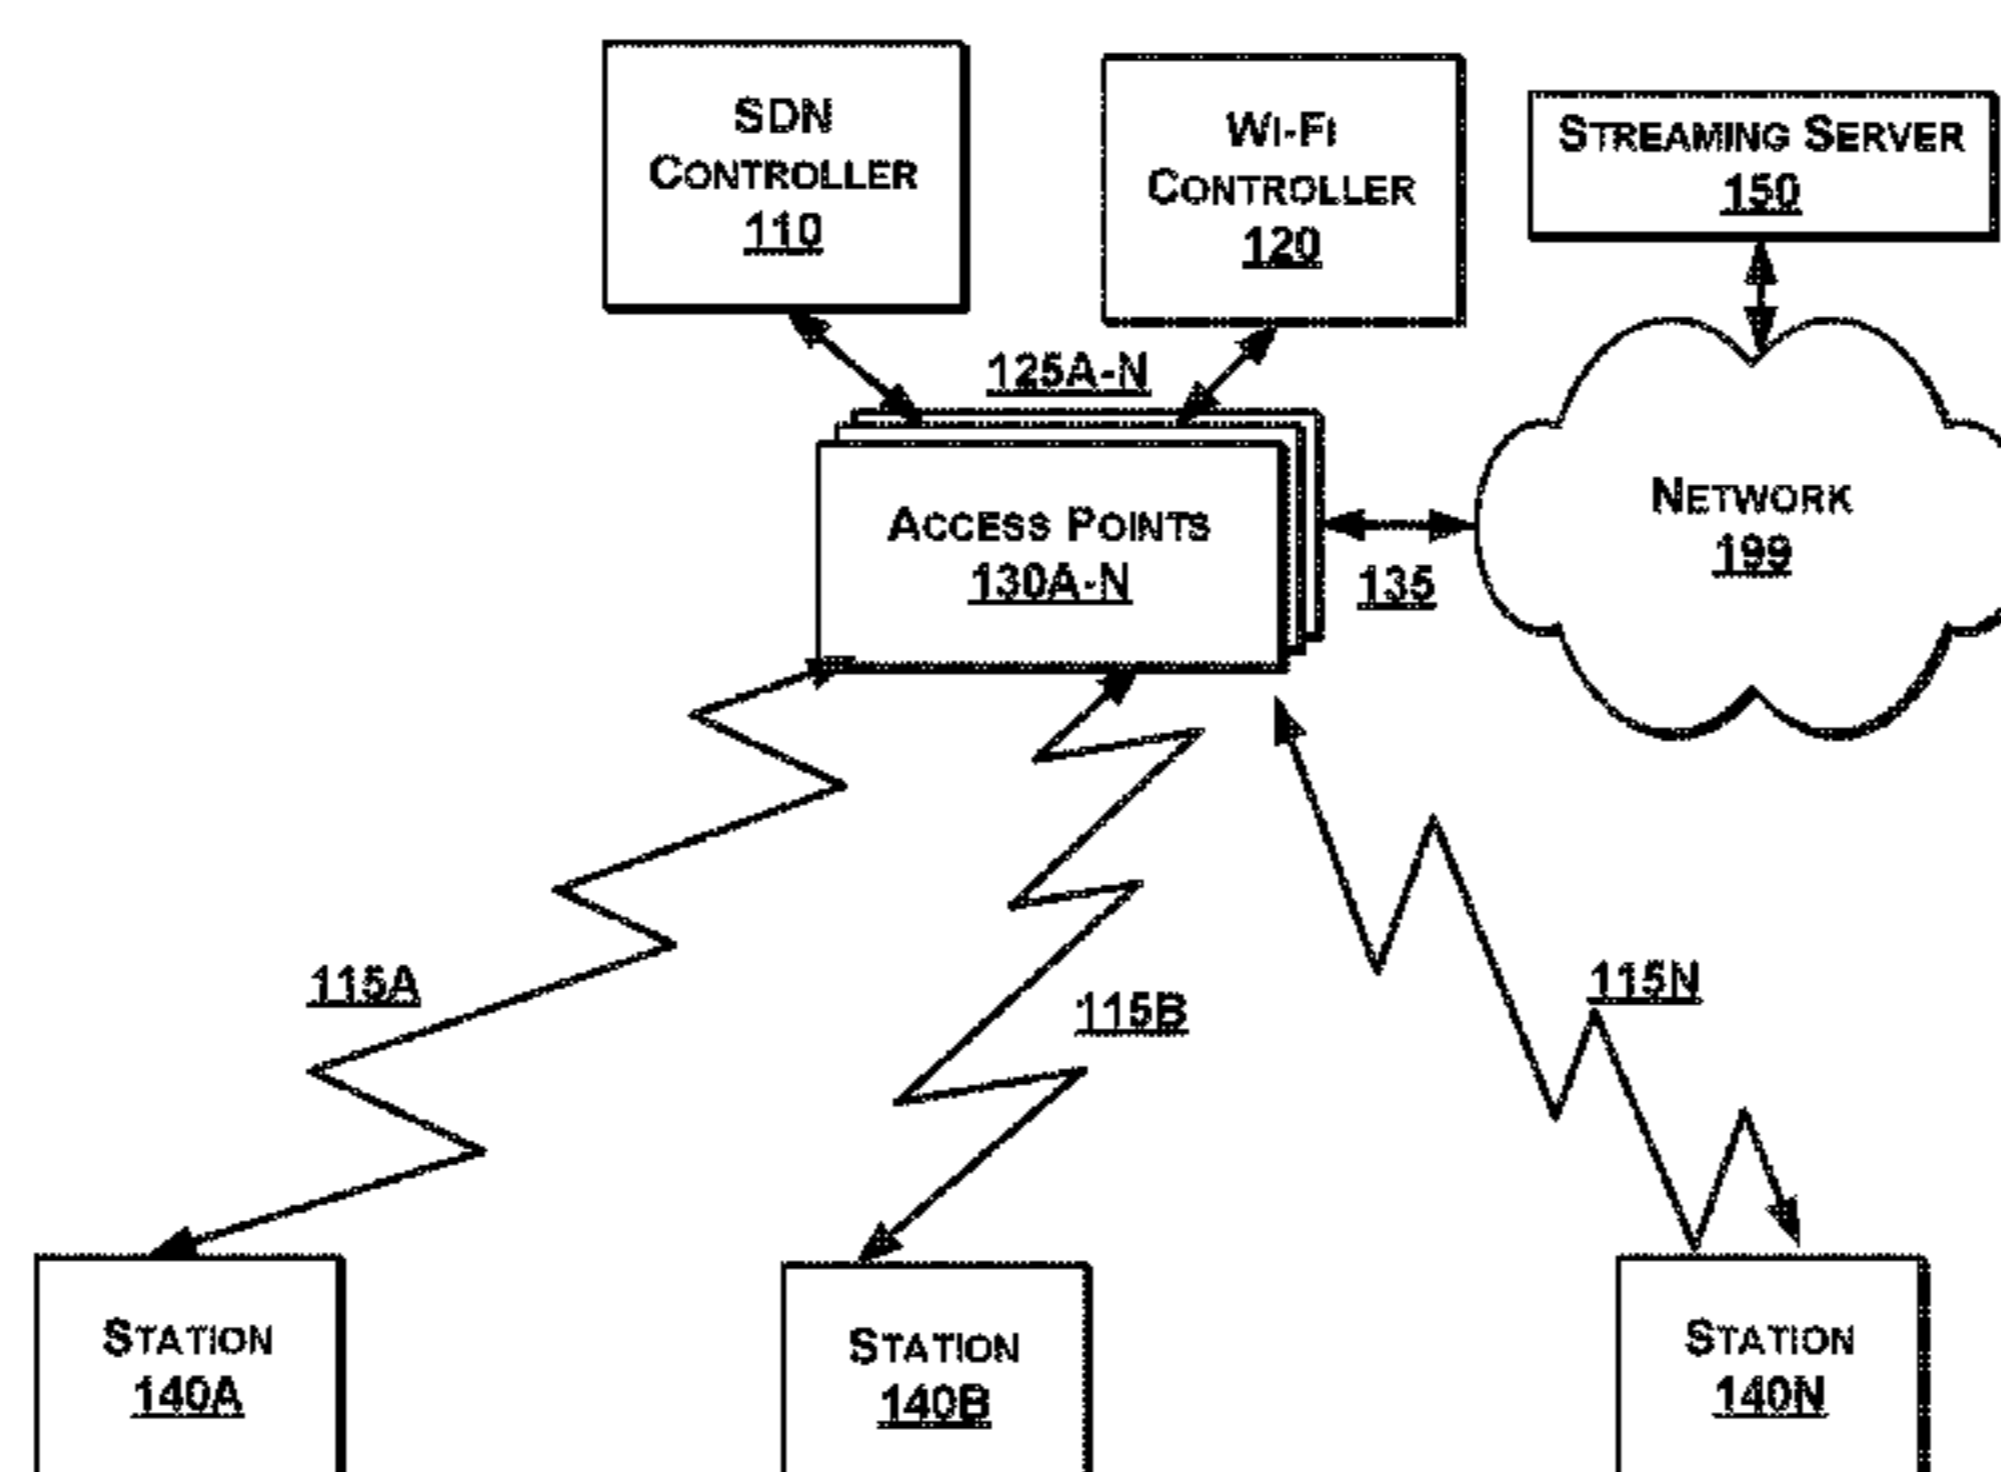 SDN
CONTROLLER
110
WI-FI
CONTROLLER
120
STREAMING SERVER
150
125A-N
ACCESS POINTS
130A-N
135
NETWORK
199
115A
115B
115N
STATION
140A
STATION
140B
STATION
140N